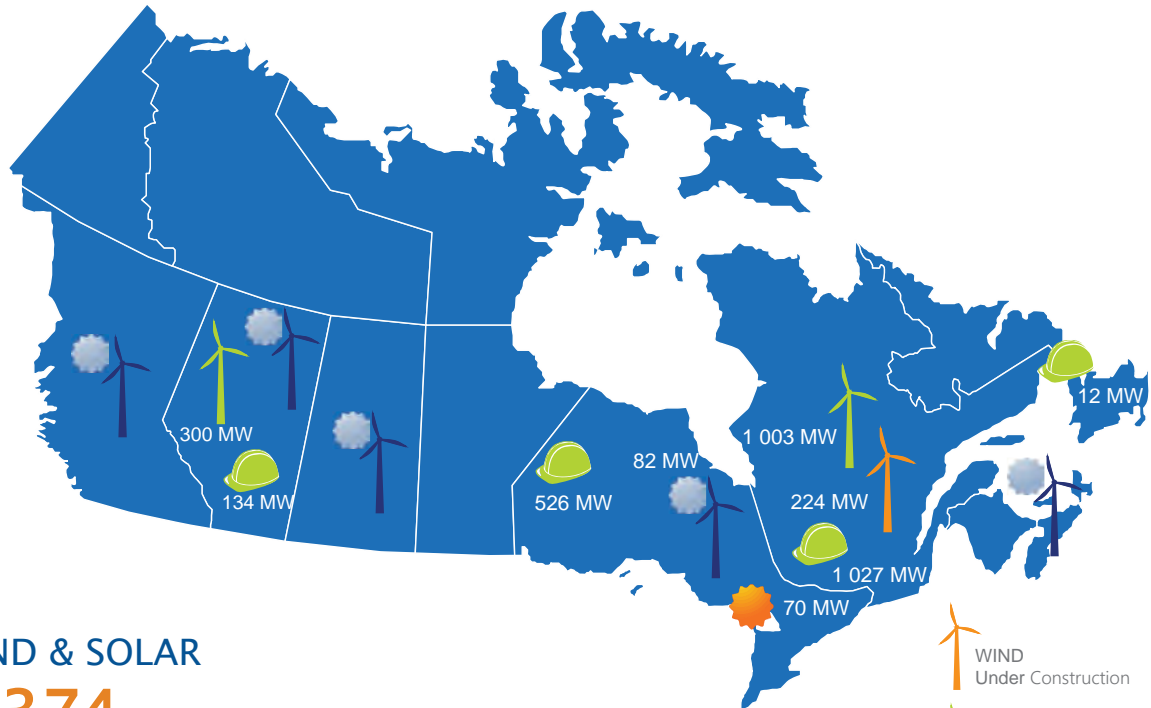 300 MW
134 MW
526 MW
82 MW
1 003 MW
224 MW
1 027 MW
70 MW
12 MW
ND & SOLAR
374
WIND
Under Construction